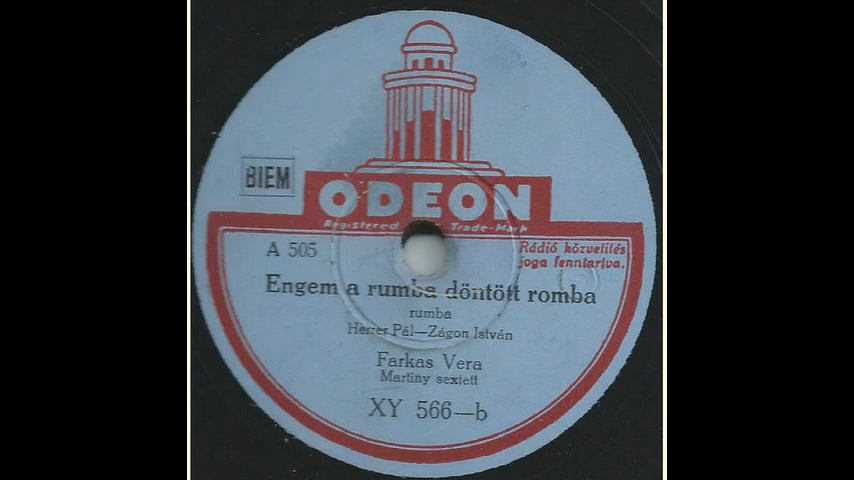 BIEM
ODEON
Registered Trade-Mark
A 505
Rádió közvetítés
joga fenntartva.
Engem a rumba döntött romba
rumba
Herrer Pál—Zágon István
Farkas Vera
Martiny sextett
XY 566—b